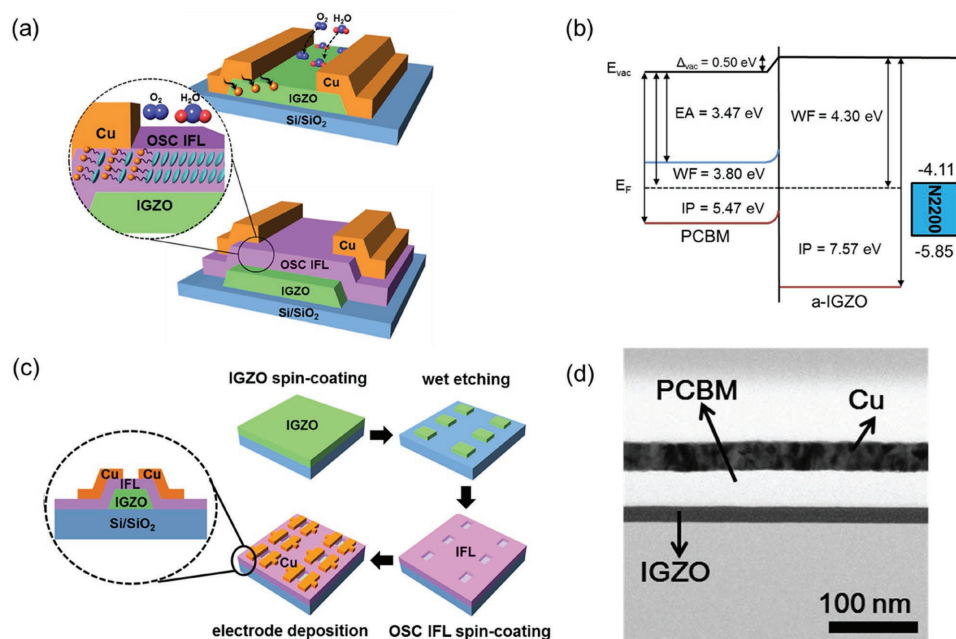 (a)
O2
H2O
Cu
IGZO
Si/SiO2
O2
H2O
Cu
OSC IFL
IGZO
Cu
OSC IFL
IGZO
Si/SiO2
(b)
Evac
Δvac = 0.50 eV
EA = 3.47 eV
WF = 4.30 eV
WF = 3.80 eV
EF
-4.11
N2200
-5.85
IP = 5.47 eV
PCBM
IP = 7.57 eV
a-IGZO
(c)
IGZO spin-coating
wet etching
IGZO
Cu
Cu
IFL
IGZO
Si/SiO2
Cu
IFL
electrode deposition
OSC IFL spin-coating
(d)
PCBM
Cu
IGZO
100 nm